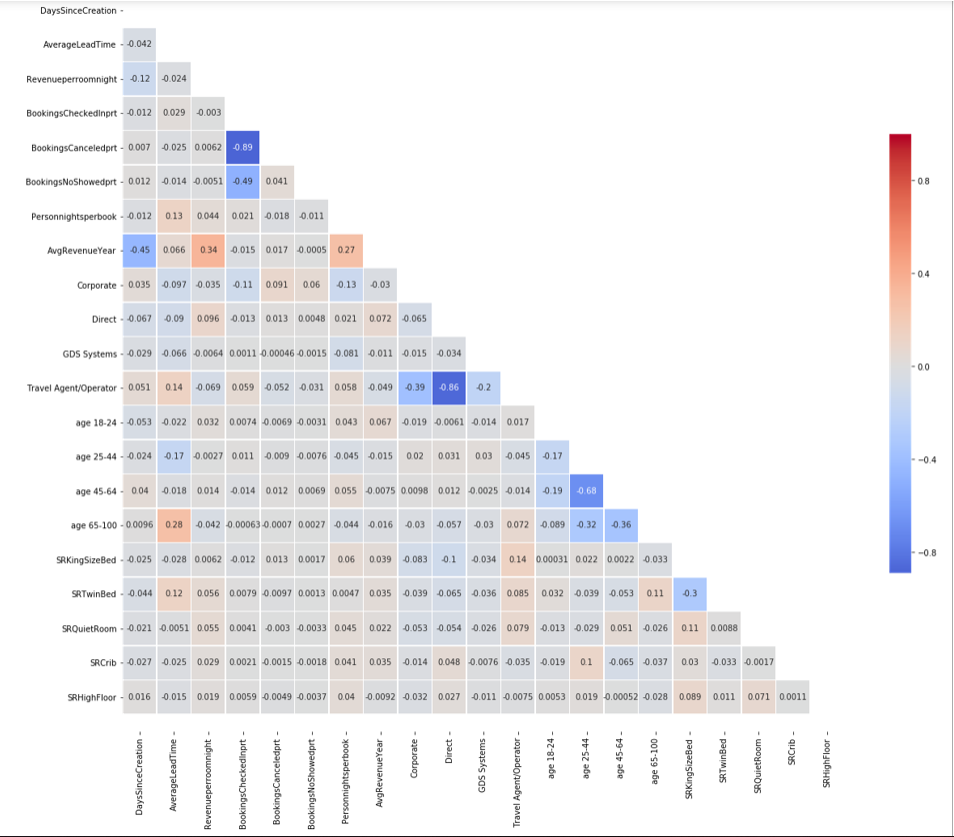 DaysSinceCreation
AverageLeadTime -0.042
Revenueperroomnight -0.12 -0.024
BookingsCheckedInprt -0.012 0.029 -0.003
BookingsCanceledprt 0.007 -0.025 0.0062 -0.89
BookingsNoShowedprt 0.012 -0.014 -0.0051 -0.49 0.041
Personnightsperbook -0.012 0.13 0.044 0.021 -0.018 -0.011
AvgRevenueYear -0.45 0.066 0.34 -0.015 0.017 -0.0005 0.27
Corporate 0.035 -0.097 -0.035 -0.11 0.091 0.06 -0.13 -0.03
Direct -0.067 -0.09 0.096 -0.013 0.013 0.0048 0.021 0.072 -0.065
GDS Systems -0.029 -0.066 -0.0064 0.0011 -0.00046 -0.0015 -0.081 -0.011 -0.015 -0.034
Travel Agent/Operator 0.051 0.14 -0.069 0.059 -0.052 -0.031 0.058 -0.049 -0.39 -0.86 -0.2
age 18-24 -0.053 -0.022 0.032 0.0074 -0.0069 -0.0031 0.043 0.067 -0.019 -0.0061 -0.014 0.017
age 25-44 -0.024 -0.17 -0.0027 0.011 -0.009 -0.0076 -0.045 -0.015 0.02 0.031 0.03 -0.045 -0.17
age 45-64 0.04 -0.018 0.014 -0.014 0.012 0.0069 0.055 -0.0075 0.0098 0.012 -0.0025 -0.014 -0.19 -0.68
age 65-100 0.0096 0.28 -0.042 -0.00063 -0.0007 0.0027 -0.044 -0.016 -0.03 -0.057 -0.03 0.072 -0.089 -0.32 -0.36
SRKingSizeBed -0.025 -0.028 0.0062 -0.012 0.013 0.0017 0.06 0.039 -0.083 -0.1 -0.034 0.14 0.00031 0.022 0.0022 -0.033
SRTwinBed -0.044 0.12 0.056 0.0079 -0.0097 -0.0013 0.0047 0.035 -0.039 -0.065 -0.036 0.085 0.032 -0.039 -0.053 0.11 -0.3
SRQuietRoom -0.021 -0.0051 0.055 0.0041 -0.003 -0.0033 0.045 0.022 -0.053 -0.054 -0.026 0.079 -0.013 -0.029 0.051 -0.026 0.11 0.0088
SRCrib -0.027 -0.025 0.029 0.0021 -0.0015 -0.0018 0.041 0.035 -0.014 0.048 -0.0076 -0.035 -0.019 0.1 -0.065 -0.037 0.03 -0.033 -0.0017
SRHighFloor 0.016 -0.015 0.019 0.0059 -0.0049 -0.0037 0.04 -0.0092 -0.032 0.027 -0.011 -0.0075 0.0053 0.019 -0.00052 -0.028 0.089 0.011 0.071 0.0011
DaysSinceCreation
AverageLeadTime
Revenueperroomnight
BookingsCheckedInprt
BookingsCanceledprt
BookingsNoShowedprt
Personnightsperbook
AvgRevenueYear
Corporate
Direct
GDS Systems
Travel Agent/Operator
age 18-24
age 25-44
age 45-64
age 65-100
SRKingSizeBed
SRTwinBed
SRQuietRoom
SRCrib
SRHighFloor
0.8
0.4
0.0
−0.4
−0.8